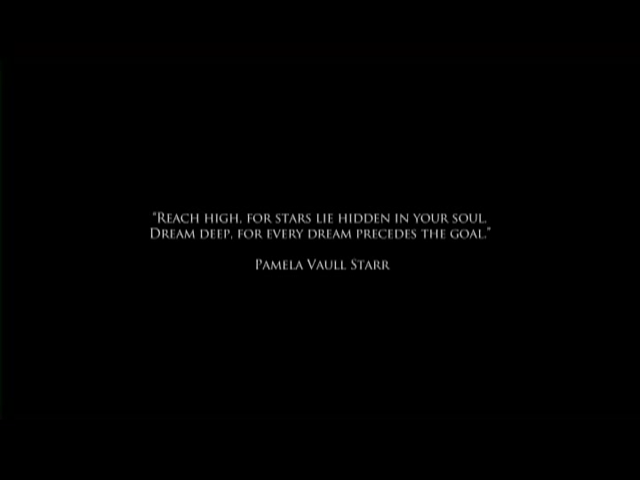 “Reach high, for stars lie hidden in your soul.
Dream deep, for every dream precedes the goal.”
Pamela Vaull Starr